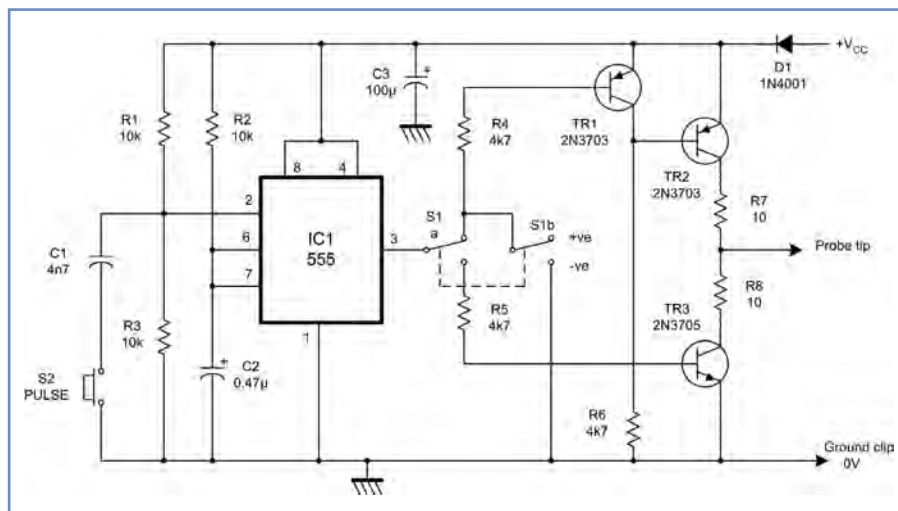 +VCC
D1
1N4001
C3
100µ
+
R1
10k
R2
10k
R4
4k7
TR1
2N3703
TR2
2N3703
8
4
2
6
7
3
1
IC1
555
S1
a
S1b
+ve
-ve
R7
10
Probe tip
R8
10
C1
4n7
R3
10k
R5
4k7
TR3
2N3705
S2
PULSE
+
C2
0.47µ
R6
4k7
Ground clip
0V